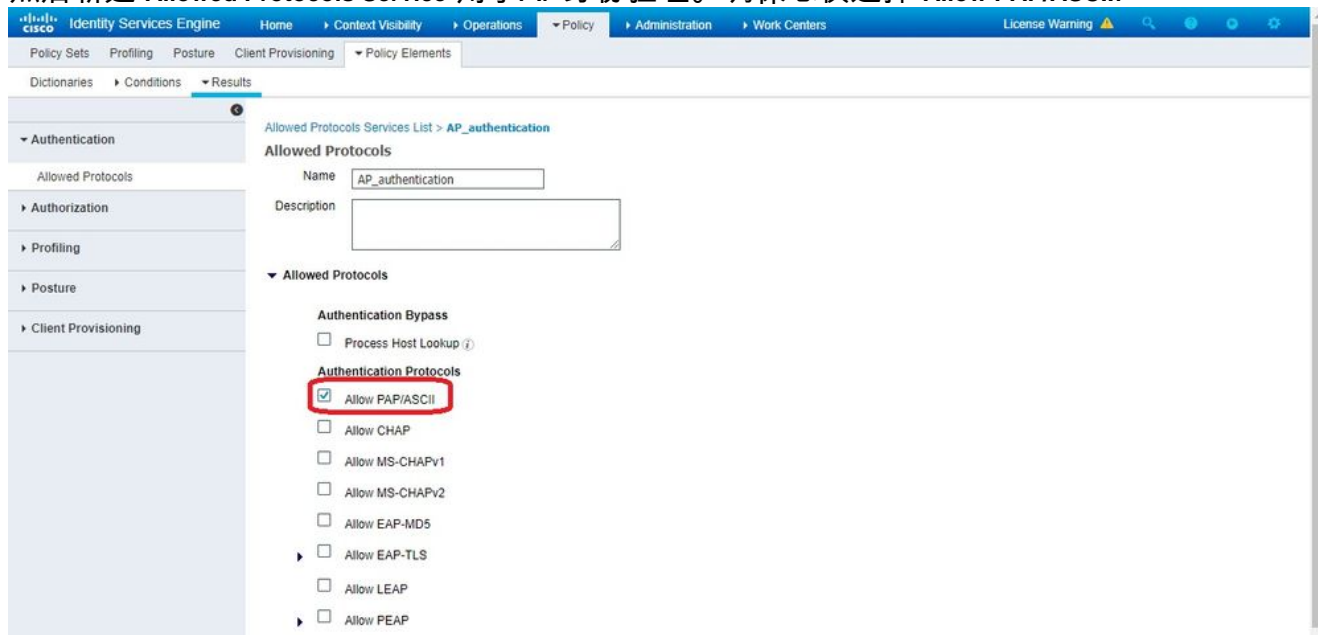 cisco Identity Services Engine Home Context Visibility Operations Policy Administration Work Centers License Warning
Policy Sets Profiling Posture Client Provisioning Policy Elements
Dictionaries Conditions Results
Authentication
Allowed Protocols
Authorization
Profiling
Posture
Client Provisioning
Allowed Protocols Services List > AP_authentication
Allowed Protocols
Name AP_authentication
Description
Allowed Protocols
Authentication Bypass
Process Host Lookup
Authentication Protocols
Allow PAP/ASCII
Allow CHAP
Allow MS-CHAPv1
Allow MS-CHAPv2
Allow EAP-MD5
Allow EAP-TLS
Allow LEAP
Allow PEAP